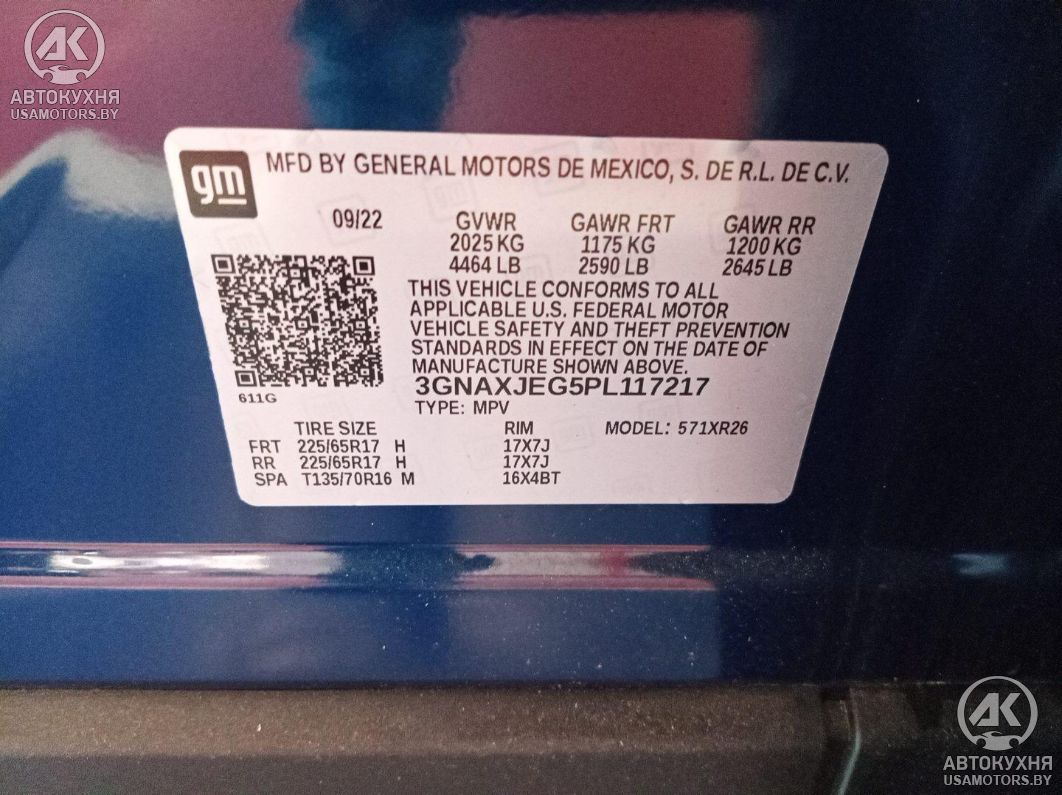 АК
АВТОКУХНЯ
USAMOTORS.BY
gm MFD BY GENERAL MOTORS DE MEXICO, S. DE R.L. DE C.V.
09/22 GVWR GAWR FRT GAWR RR
2025 KG 1175 KG 1200 KG
4464 LB 2590 LB 2645 LB
THIS VEHICLE CONFORMS TO ALL
APPLICABLE U.S. FEDERAL MOTOR
VEHICLE SAFETY AND THEFT PREVENTION
STANDARDS IN EFFECT ON THE DATE OF
MANUFACTURE SHOWN ABOVE.
3GNAXJEG5PL117217
611G
TYPE: MPV
TIRE SIZE RIM MODEL: 571XR26
FRT 225/65R17 H 17X7J
RR 225/65R17 H 17X7J
SPA T135/70R16 M 16X4BT
АК
АВТОКУХНЯ
USAMOTORS.BY